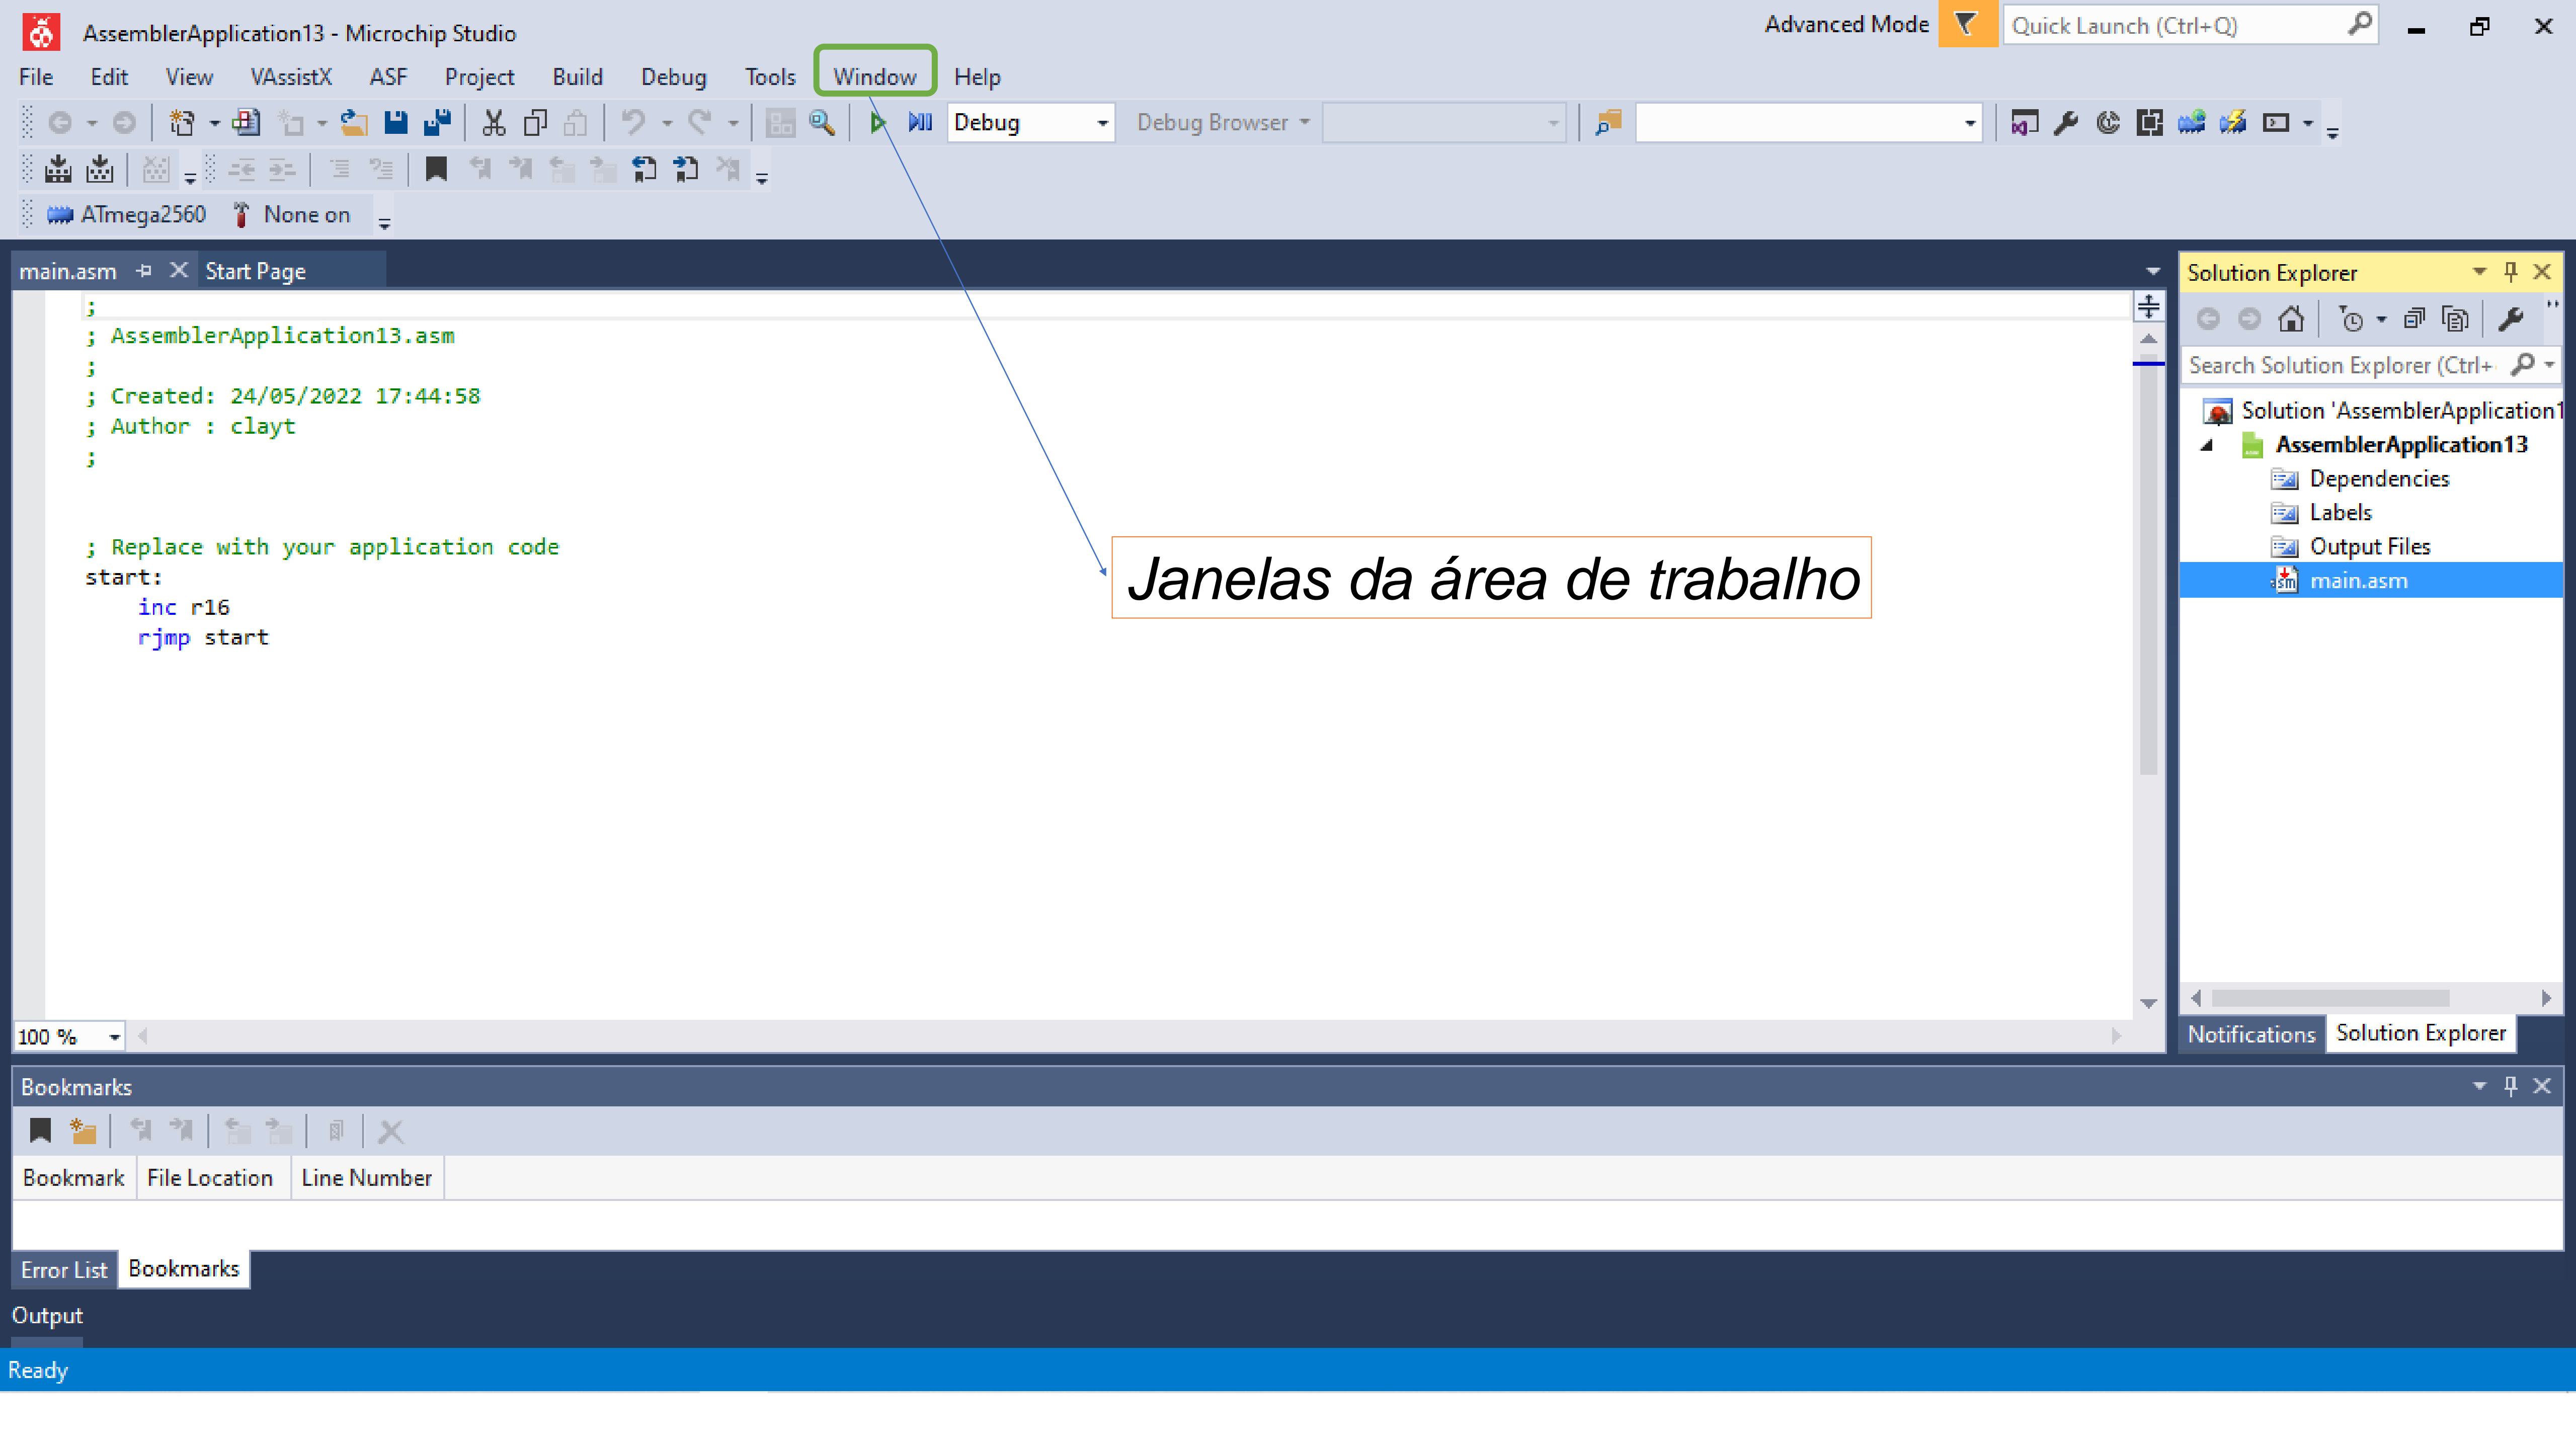 AssemblerApplication13 - Microchip Studio
Advanced Mode
Quick Launch (Ctrl+Q)
File Edit View VAssistX ASF Project Build Debug Tools Window Help
Debug
Debug Browser
ATmega2560 None on
main.asm Start Page
;
; AssemblerApplication13.asm
;
; Created: 24/05/2022 17:44:58
; Author : clayt
;
; Replace with your application code
start:
inc r16
rjmp start
Janelas da área de trabalho
100 %
Solution Explorer
Search Solution Explorer (Ctrl+
Solution 'AssemblerApplication1
AssemblerApplication13
Dependencies
Labels
Output Files
main.asm
Notifications Solution Explorer
Bookmarks
Bookmark File Location Line Number
Error List Bookmarks
Output
Ready